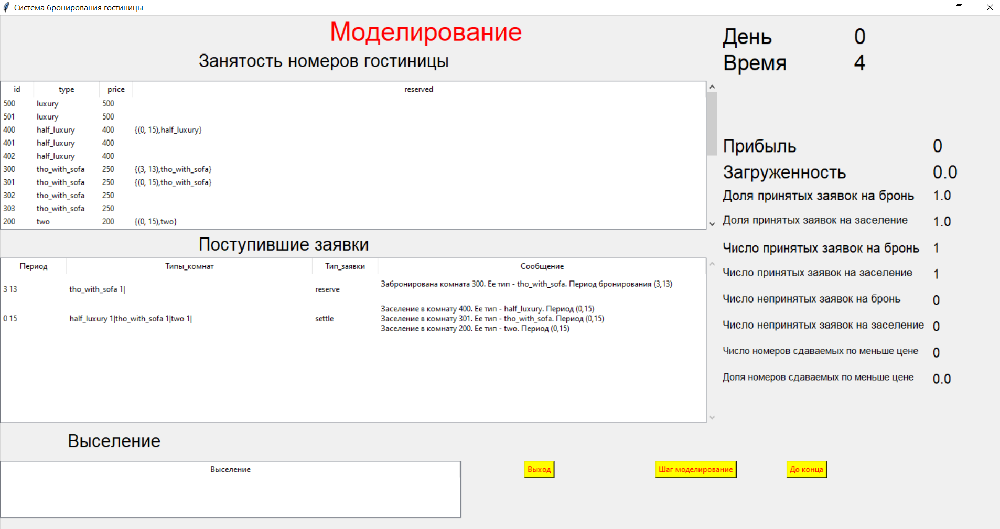 Система бронирования гостиницы
Моделирование
Занятость номеров гостиницы
id type price reserved
500 luxury 500
501 luxury 500
400 half_luxury 400 {(0, 15),half_luxury}
401 half_luxury 400
402 half_luxury 400
300 tho_with_sofa 250 {(3, 13),tho_with_sofa}
301 tho_with_sofa 250 {(0, 15),tho_with_sofa}
302 tho_with_sofa 250
303 tho_with_sofa 250
200 two 200 {(0, 15),two}
Поступившие заявки
Период Типы_комнат Тип_заявки Сообщение
3 13 tho_with_sofa 1| reserve Забронирована комната 300. Ее тип - tho_with_sofa. Период бронирования (3,13)
Заселение в комнату 400. Ее тип - half_luxury. Период (0,15)
0 15 half_luxury 1|tho_with_sofa 1|two 1| settle Заселение в комнату 301. Ее тип - tho_with_sofa. Период (0,15)
Заселение в комнату 200. Ее тип - two. Период (0,15)
Выселение
Выселение
Выход Шаг моделирование До конца
День 0
Время 4
Прибыль 0
Загруженность 0.0
Доля принятых заявок на бронь 1.0
Доля принятых заявок на заселение 1.0
Число принятых заявок на бронь 1
Число принятых заявок на заселение 1
Число непринятых заявок на бронь 0
Число непринятых заявок на заселение 0
Число номеров сдаваемых по меньше цене 0
Доля номеров сдаваемых по меньше цене 0.0